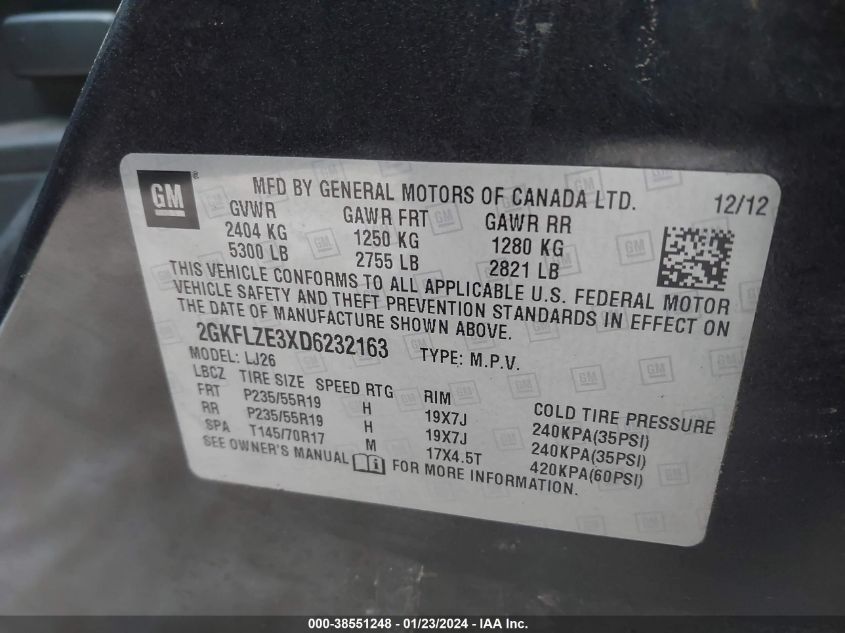 GM
®
MFD BY GENERAL MOTORS OF CANADA LTD. 12/12
GVWR GAWR FRT GAWR RR
2404 KG 1250 KG 1280 KG
5300 LB 2755 LB 2821 LB
THIS VEHICLE CONFORMS TO ALL APPLICABLE U.S. FEDERAL MOTOR
VEHICLE SAFETY AND THEFT PREVENTION STANDARDS IN EFFECT ON
THE DATE OF MANUFACTURE SHOWN ABOVE.
2GKFLZE3XD6232163 TYPE: M.P.V.
MODEL: LJ26
LBCZ TIRE SIZE SPEED RTG RIM COLD TIRE PRESSURE
FRT P235/55R19 H 19X7J 240KPA(35PSI)
RR P235/55R19 H 19X7J 240KPA(35PSI)
SPA T145/70R17 M 17X4.5T 420KPA(60PSI)
SEE OWNER'S MANUAL FOR MORE INFORMATION.
000-38551248 - 01/23/2024 - IAA Inc.